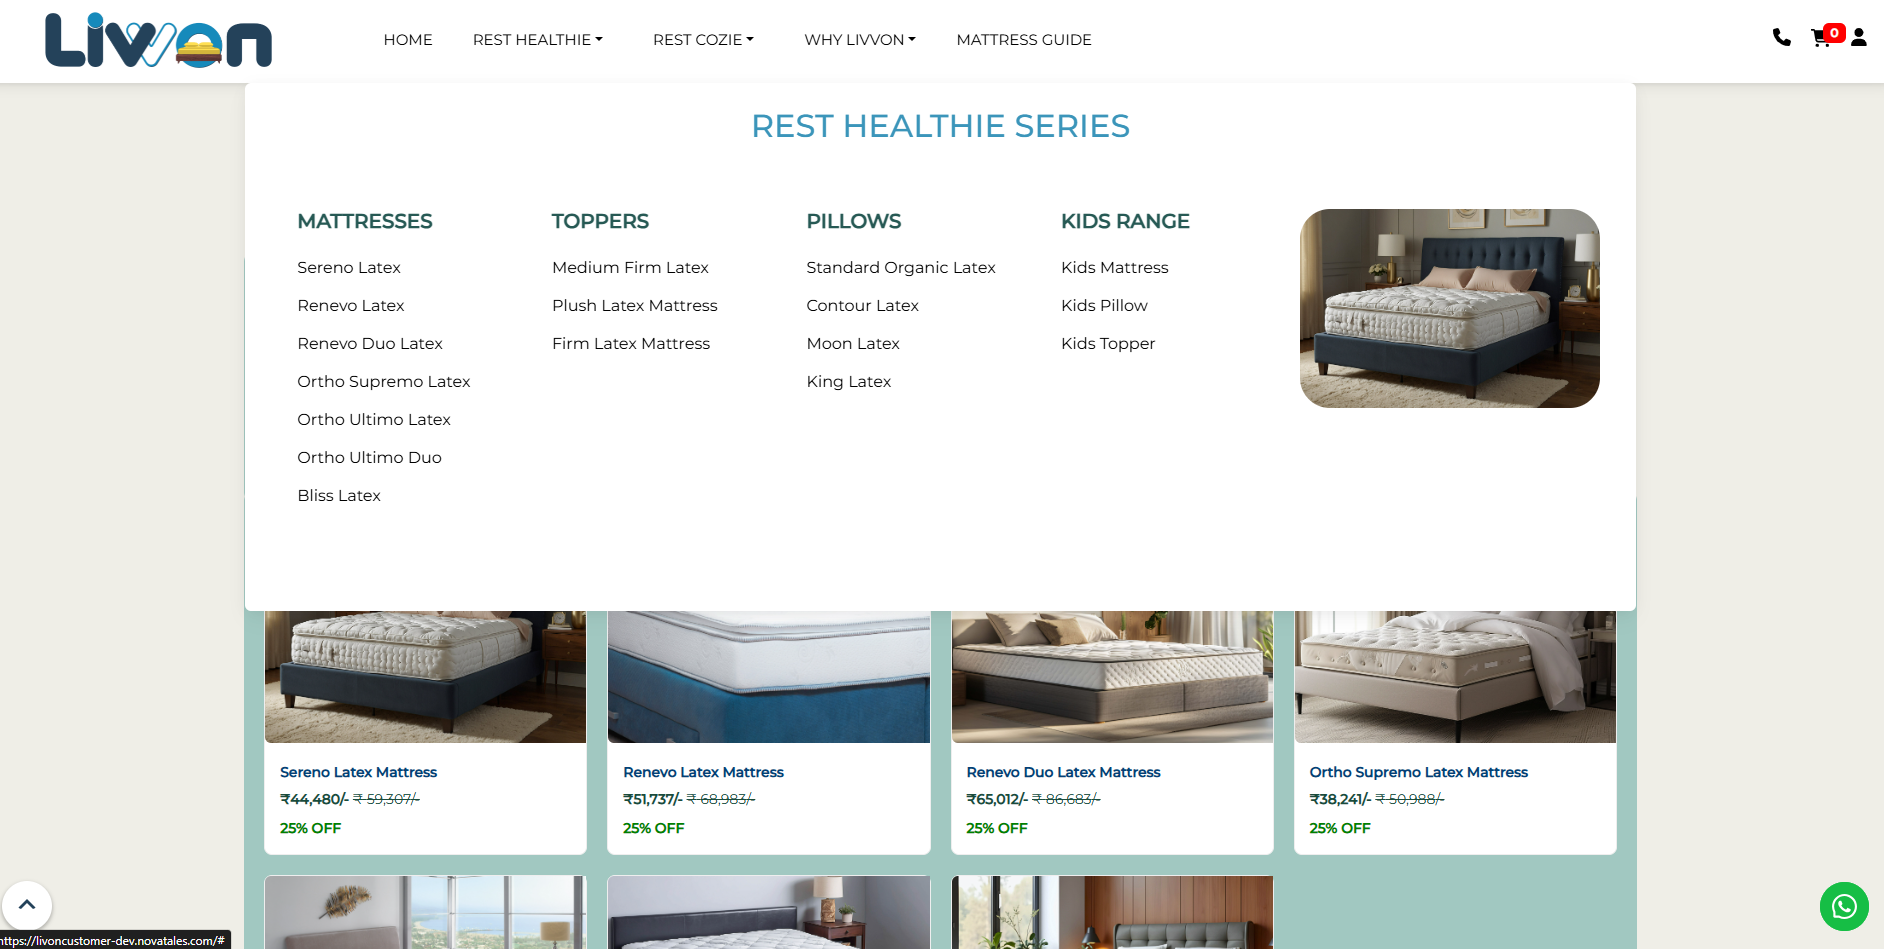 Livvon
HOME REST HEALTHIE REST COZIE WHY LIVVON MATTRESS GUIDE
0
REST HEALTHIE SERIES
MATTRESSES
Sereno Latex
Renevo Latex
Renevo Duo Latex
Ortho Supremo Latex
Ortho Ultimo Latex
Ortho Ultimo Duo
Bliss Latex
TOPPERS
Medium Firm Latex
Plush Latex Mattress
Firm Latex Mattress
PILLOWS
Standard Organic Latex
Contour Latex
Moon Latex
King Latex
KIDS RANGE
Kids Mattress
Kids Pillow
Kids Topper
Sereno Latex Mattress
₹44,480/- ₹ 59,307/-
25% OFF
Renevo Latex Mattress
₹51,737/- ₹ 68,983/-
25% OFF
Renevo Duo Latex Mattress
₹65,012/- ₹ 86,683/-
25% OFF
Ortho Supremo Latex Mattress
₹38,241/- ₹ 50,988/-
25% OFF
https://livoncustomer-dev.novatales.com/#